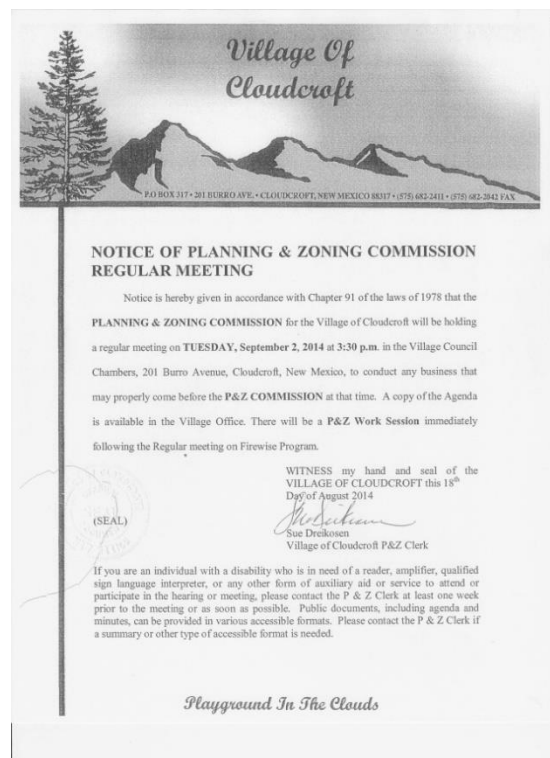 Village Of
Cloudcroft
P.O BOX 317 • 201 BURRO AVE. • CLOUDCROFT, NEW MEXICO 88317 • (575) 682-2411 • (575) 682-2042 FAX
NOTICE OF PLANNING & ZONING COMMISSION
REGULAR MEETING
Notice is hereby given in accordance with Chapter 91 of the laws of 1978 that the
PLANNING & ZONING COMMISSION for the Village of Cloudcroft will be holding
a regular meeting on TUESDAY, September 2, 2014 at 3:30 p.m. in the Village Council
Chambers, 201 Burro Avenue, Cloudcroft, New Mexico, to conduct any business that
may properly come before the P&Z COMMISSION at that time. A copy of the Agenda
is available in the Village Office. There will be a P&Z Work Session immediately
following the Regular meeting on Firewise Program.
WITNESS my hand and seal of the
VILLAGE OF CLOUDCROFT this 18th
Day of August 2014
(SEAL)
Sue Dreikosen
Village of Cloudcroft P&Z Clerk
If you are an individual with a disability who is in need of a reader, amplifier, qualified
sign language interpreter, or any other form of auxiliary aid or service to attend or
participate in the hearing or meeting, please contact the P & Z Clerk at least one week
prior to the meeting or as soon as possible. Public documents, including agenda and
minutes, can be provided in various accessible formats. Please contact the P & Z Clerk if
a summary or other type of accessible format is needed.
Playground In The Clouds